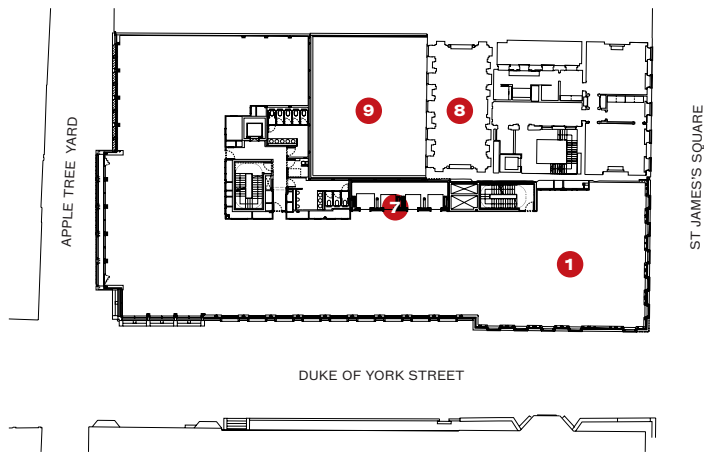 9
8
7
1
APPLE TREE YARD
ST JAMES'S SQUARE
DUKE OF YORK STREET